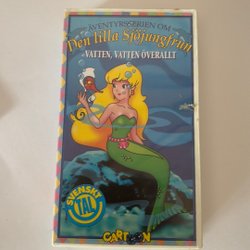 ÄVENTYRSSERIEN OM
Den lilla Sjöjungfrun
VATTEN, VATTEN ÖVERALLT
SVENSKT
TAL
CARTOON